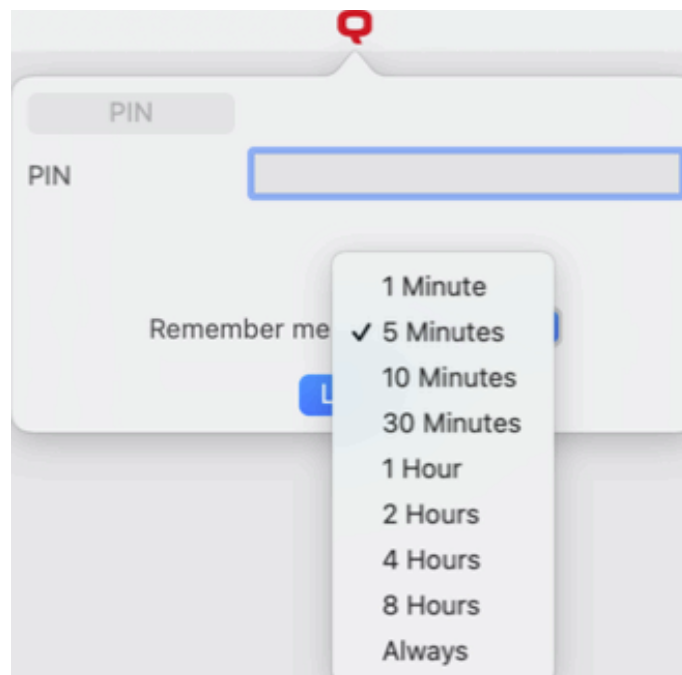 Q
PIN
PIN
1 Minute
Remember me ✓ 5 Minutes
10 Minutes
30 Minutes
1 Hour
2 Hours
4 Hours
8 Hours
Always